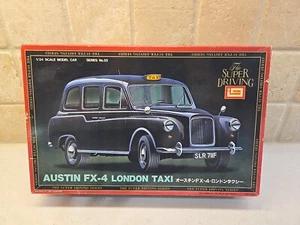 1/24 SCALE MODEL CAR SERIES No.03
The
SUPER
DRIVING
TAXI
SLR 711F
AUSTIN FX-4 LONDON TAXI オースチンFX-4・ロンドンタクシー